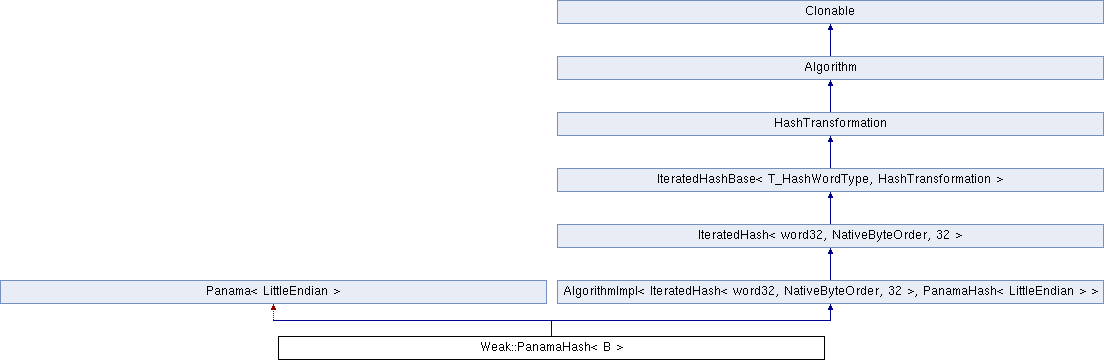 Clonable
Algorithm
HashTransformation
IteratedHashBase< T_HashWordType, HashTransformation >
IteratedHash< word32, NativeByteOrder, 32 >
Panama< LittleEndian >
AlgorithmImpl< IteratedHash< word32, NativeByteOrder, 32 >, PanamaHash< LittleEndian > >
Weak::PanamaHash< B >